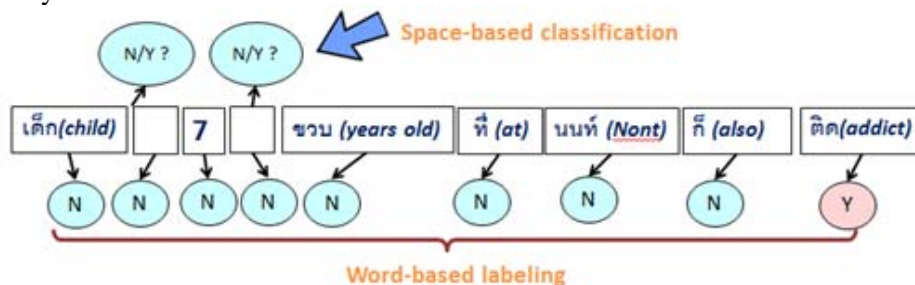 N/Y ?
N/Y ?
Space-based classification
เด็ก(child)
7
ขวบ (years old)
ที่ (at)
นนท์ (Nont)
ก็ (also)
ติด(addict)
N
N
N
N
N
N
N
N
Y
Word-based labeling